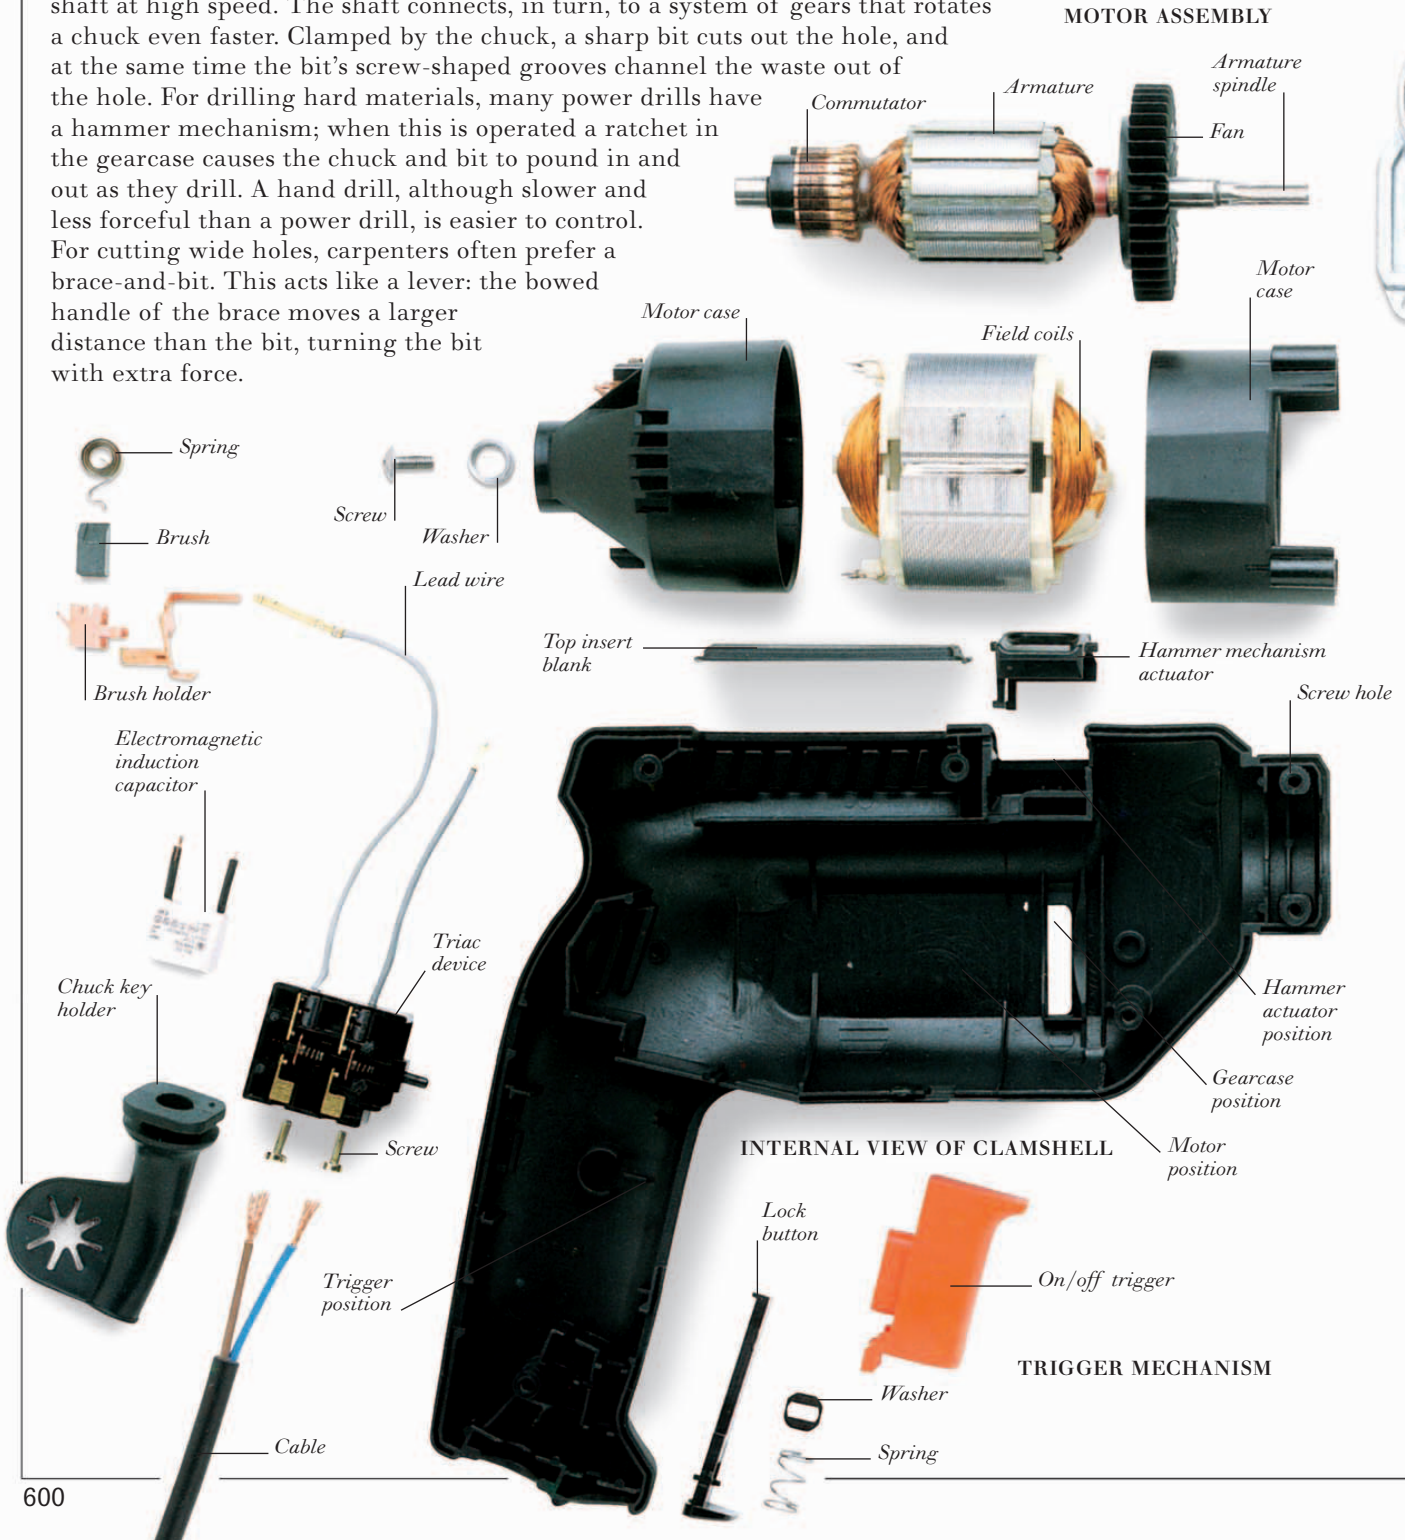 shaft at high speed. The shaft connects, in turn, to a system of gears that rotates
a chuck even faster. Clamped by the chuck, a sharp bit cuts out the hole, and
at the same time the bit's screw-shaped grooves channel the waste out of
the hole. For drilling hard materials, many power drills have
a hammer mechanism; when this is operated a ratchet in
the gearcase causes the chuck and bit to pound in and
out as they drill. A hand drill, although slower and
less forceful than a power drill, is easier to control.
For cutting wide holes, carpenters often prefer a
brace-and-bit. This acts like a lever: the bowed
handle of the brace moves a larger
distance than the bit, turning the bit
with extra force.
MOTOR ASSEMBLY
Commutator
Armature
Armature
spindle
Fan
Motor case
Field coils
Motor
case
Spring
Brush
Screw
Washer
Lead wire
Brush holder
Top insert
blank
Hammer mechanism
actuator
Screw hole
Electromagnetic
induction
capacitor
Triac
device
Chuck key
holder
Hammer
actuator
position
Gearcase
position
Motor
position
INTERNAL VIEW OF CLAMSHELL
Screw
Lock
button
Trigger
position
On/off trigger
TRIGGER MECHANISM
Washer
Spring
Cable
600